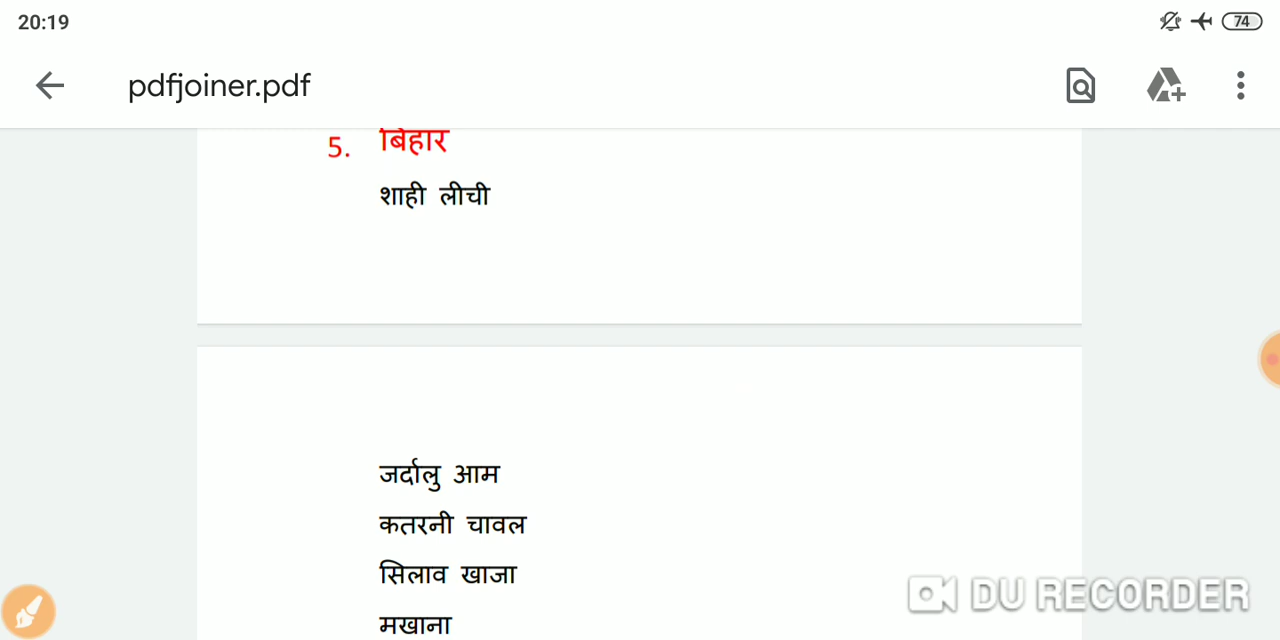 20:19
74
pdfjoiner.pdf
5. बिहार
शाही लीची
जर्दालु आम
कतरनी चावल
सिलाव खाजा
मखाना
DU RECORDER